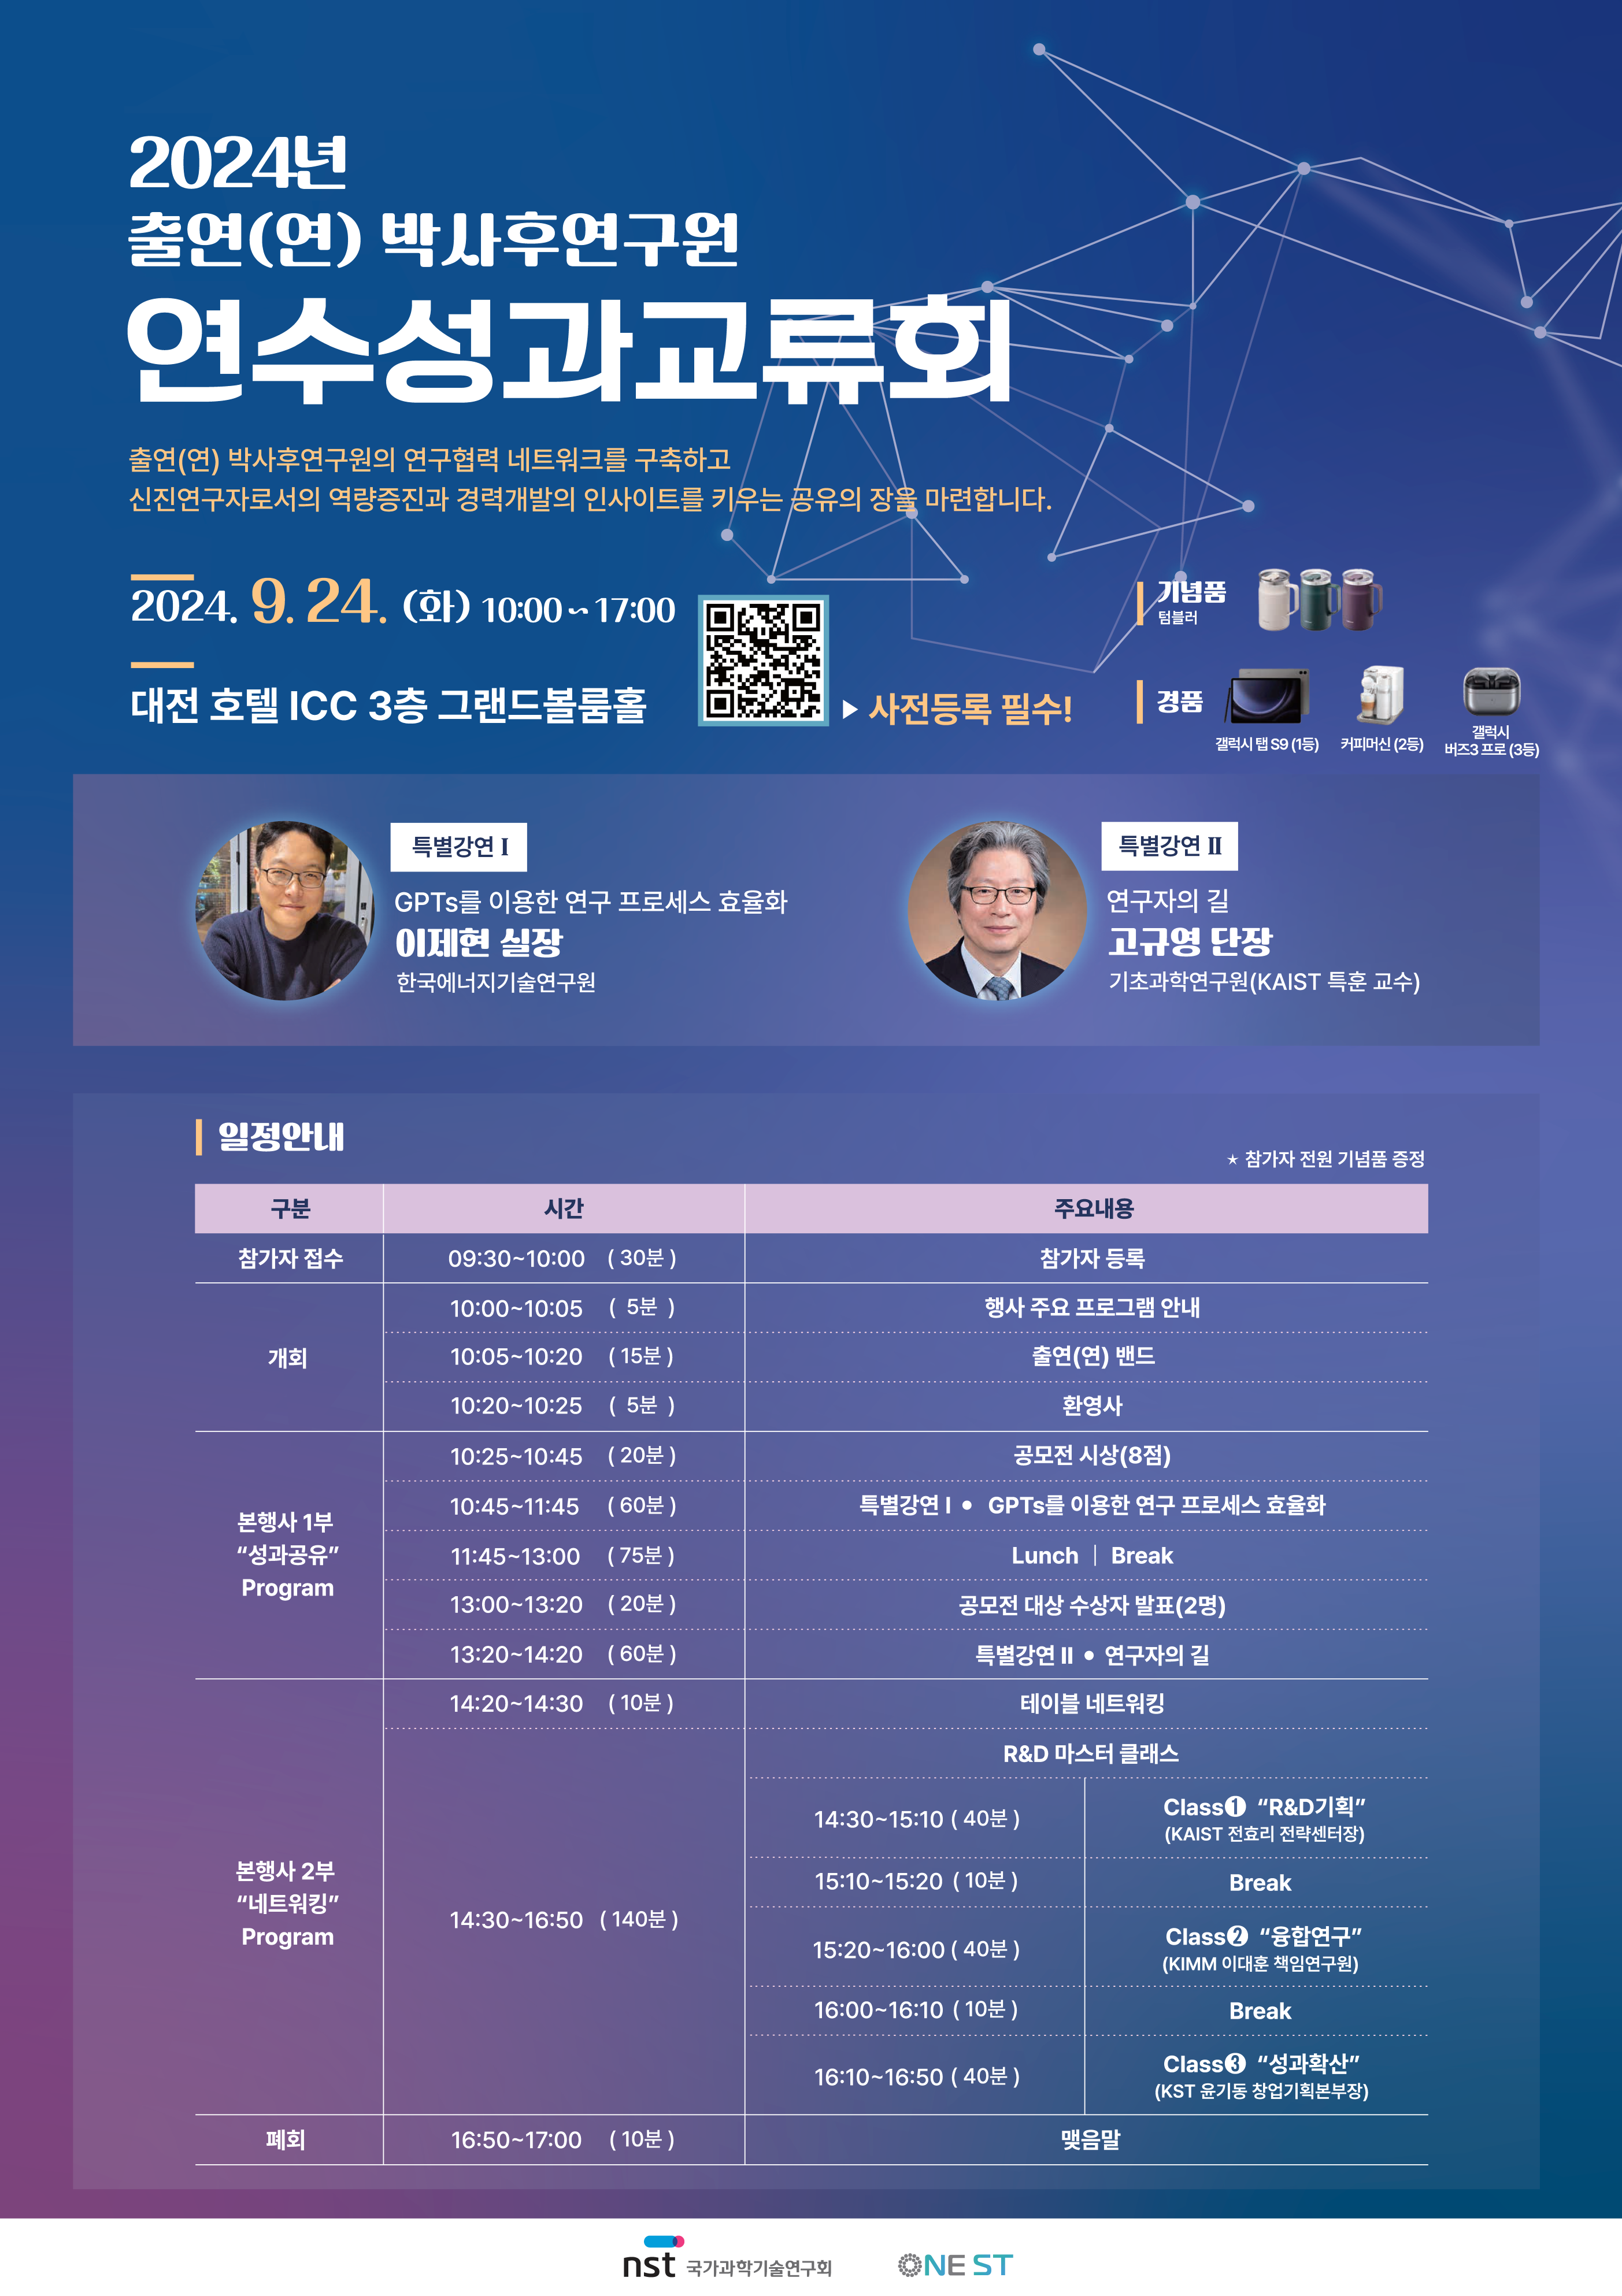 2024년
출연(연) 박사후연구원
연수성과교류회
출연(연) 박사후연구원의 연구협력 네트워크를 구축하고
신진연구자로서의 역량증진과 경력개발의 인사이트를 키우는 공유의 장을 마련합니다.
2024. 9. 24. (화) 10:00 ~ 17:00
대전 호텔 ICC 3층 그랜드볼룸홀
▶ 사전등록 필수!
기념품
텀블러
경품
갤럭시 탭 S9 (1등)
커피머신 (2등)
갤럭시
버즈3 프로 (3등)
특별강연 I
GPTs를 이용한 연구 프로세스 효율화
이제현 실장
한국에너지기술연구원
특별강연 II
연구자의 길
고규영 단장
기초과학연구원(KAIST 특훈 교수)
일정안내
★ 참가자 전원 기념품 증정
구분 시간 주요내용
참가자 접수 09:30~10:00 ( 30분 ) 참가자 등록
개회
10:00~10:05 ( 5분 ) 행사 주요 프로그램 안내
10:05~10:20 ( 15분 ) 출연(연) 밴드
10:20~10:25 ( 5분 ) 환영사
본행사 1부
“성과공유”
Program
10:25~10:45 ( 20분 ) 공모전 시상(8점)
10:45~11:45 ( 60분 ) 특별강연 I ● GPTs를 이용한 연구 프로세스 효율화
11:45~13:00 ( 75분 ) Lunch | Break
13:00~13:20 ( 20분 ) 공모전 대상 수상자 발표(2명)
13:20~14:20 ( 60분 ) 특별강연 II ● 연구자의 길
본행사 2부
“네트워킹”
Program
14:20~14:30 ( 10분 ) 테이블 네트워킹
14:30~16:50 ( 140분 )
R&D 마스터 클래스
14:30~15:10 ( 40분 ) Class❶ “R&D기획”
(KAIST 전효리 전략센터장)
15:10~15:20 ( 10분 ) Break
15:20~16:00 ( 40분 ) Class❷ “융합연구”
(KIMM 이대훈 책임연구원)
16:00~16:10 ( 10분 ) Break
16:10~16:50 ( 40분 ) Class❸ “성과확산”
(KST 윤기동 창업기획본부장)
폐회 16:50~17:00 ( 10분 ) 맺음말
nst 국가과학기술연구회
ONE ST